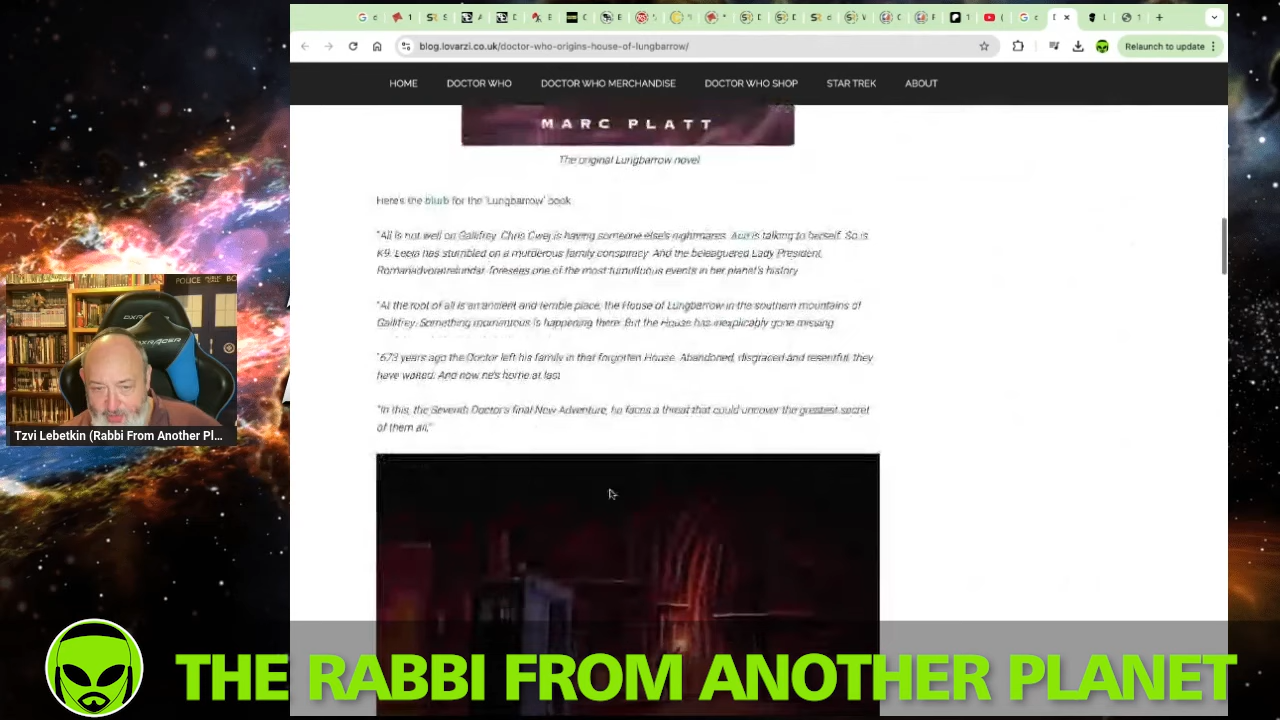 blog.lovarzi.co.uk/doctor-who-origins-house-of-lungbarrow/
Relaunch to update
HOME DOCTOR WHO DOCTOR WHO MERCHANDISE DOCTOR WHO SHOP STAR TREK ABOUT
MARC PLATT
The original Lungbarrow novel
Here's the blurb for the 'Lungbarrow' book
"All is not well on Gallifrey. Chris Cwej is having someone else's nightmares. Ace is talking to herself. So is
K9. Leela has stumbled on a murderous family conspiracy. And the beleaguered Lady President,
Romanadvoratrelundar, foresees one of the most tumultuous events in her planet's history.
"At the root of all is an ancient and terrible place, the House of Lungbarrow in the southern mountains of
Gallifrey. Something momentous is happening there. But the House has inexplicably gone missing.
"673 years ago the Doctor left his family in that forgotten House. Abandoned, disgraced and resentful, they
have waited. And now he's home at last.
"In this, the Seventh Doctor's final New Adventure, he faces a threat that could uncover the greatest secret
of them all."
POLICE BO
DXRACER
Tzvi Lebetkin (Rabbi From Another Pl...
THE RABBI FROM ANOTHER PLANET